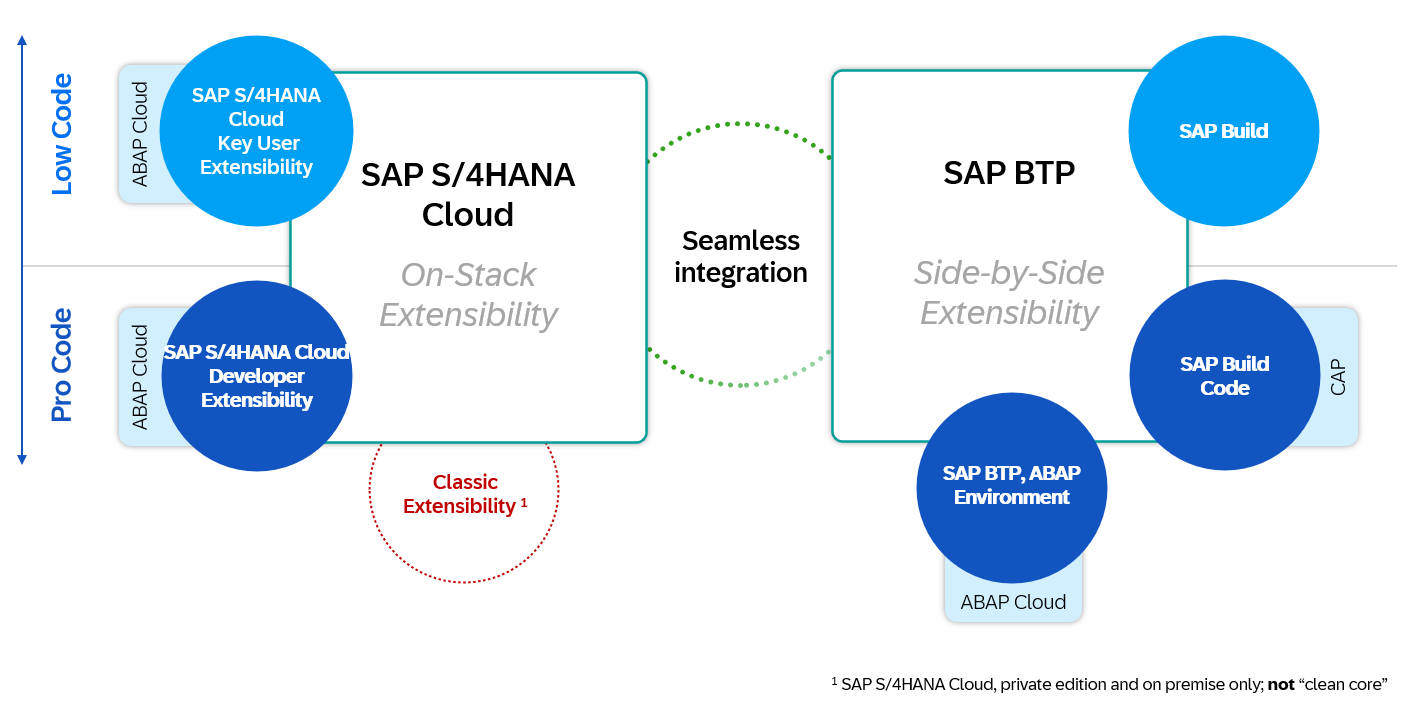 Low Code
Pro Code
ABAP Cloud
SAP S/4HANA
Cloud
Key User
Extensibility
ABAP Cloud
SAP S/4HANA Cloud
Developer
Extensibility
SAP S/4HANA
Cloud
On-Stack
Extensibility
Classic
Extensibility ¹
Seamless
integration
SAP BTP
Side-by-Side
Extensibility
SAP Build
SAP Build
Code
CAP
SAP BTP, ABAP
Environment
ABAP Cloud
¹ SAP S/4HANA Cloud, private edition and on premise only; not “clean core”